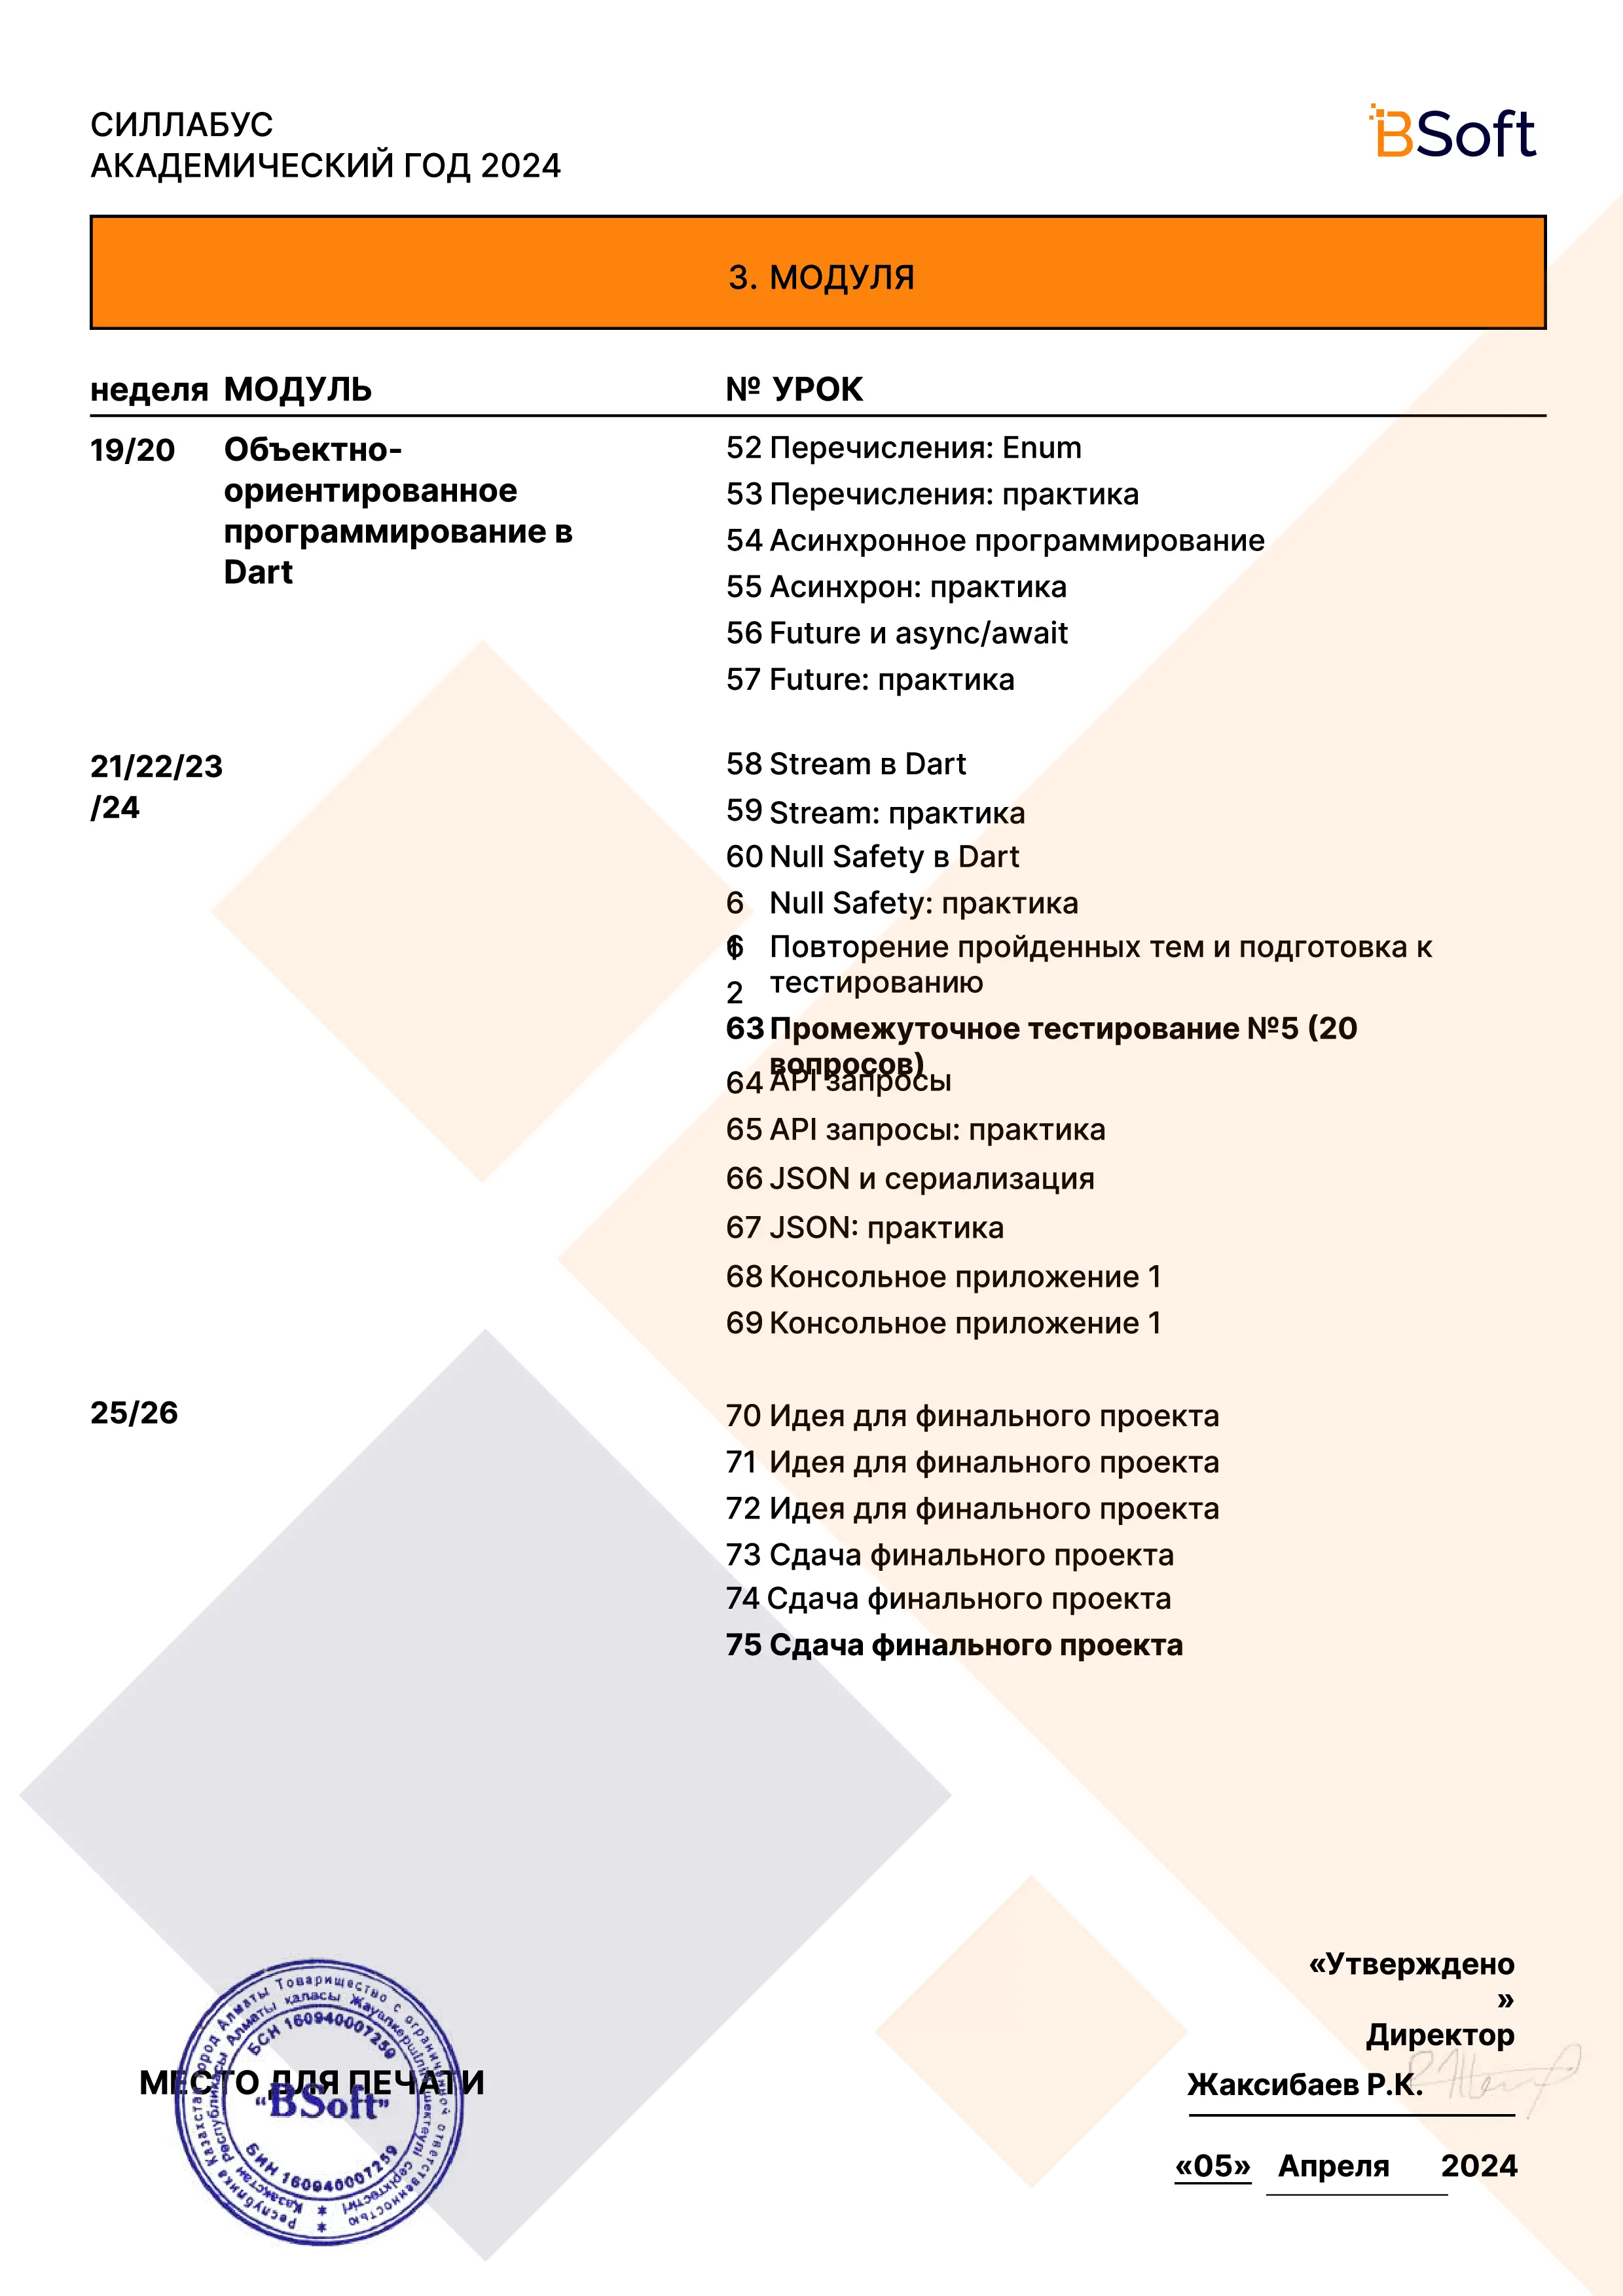 СИЛЛАБУС
АКАДЕМИЧЕСКИЙ ГОД 2024
BSoft
3. МОДУЛЯ
неделя МОДУЛЬ № УРОК
19/20 Объектно-
ориентированное
программирование в
Dart
52 Перечисления: Enum
53 Перечисления: практика
54 Асинхронное программирование
55 Асинхрон: практика
56 Future и async/await
57 Future: практика
21/22/23
/24
58 Stream в Dart
59 Stream: практика
60 Null Safety в Dart
61 Null Safety: практика
62 Повторение пройденных тем и подготовка к
тестированию
63 Промежуточное тестирование №5 (20
вопросов)
64 API запросы
65 API запросы: практика
66 JSON и сериализация
67 JSON: практика
68 Консольное приложение 1
69 Консольное приложение 1
25/26
70 Идея для финального проекта
71 Идея для финального проекта
72 Идея для финального проекта
73 Сдача финального проекта
74 Сдача финального проекта
75 Сдача финального проекта
«Утверждено
»
Директор
Жаксибаев Р.К.
«05» Апреля 2024
МЕСТО ДЛЯ ПЕЧАТИ
Республика Казахстан город Алматы Товарищество с ограниченной ответственностью
Қазақстан Республикасы Алматы қаласы Жауапкершілігі шектеулі серіктестігі
БСН 160940007259
"BSoft"
БИН 160940007259